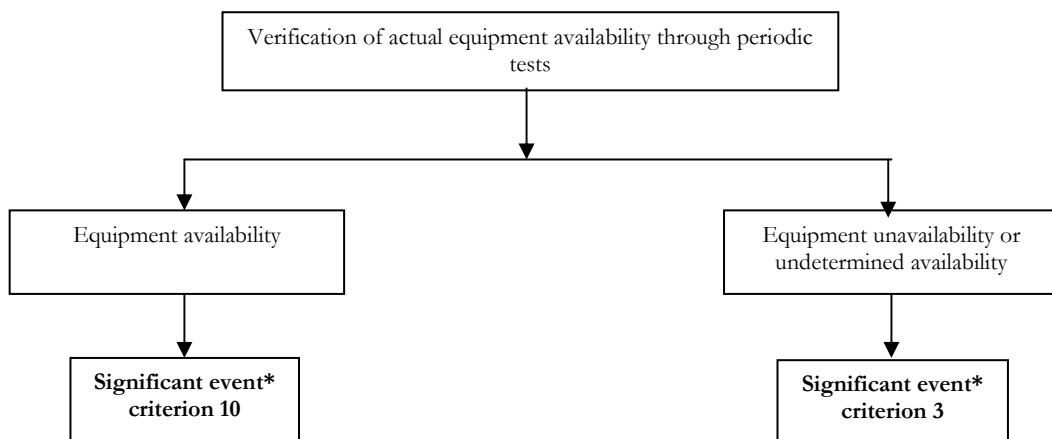 Verification of actual equipment availability through periodic
tests
Equipment availability
Equipment unavailability or
undetermined availability
Significant event*
criterion 10
Significant event*
criterion 3